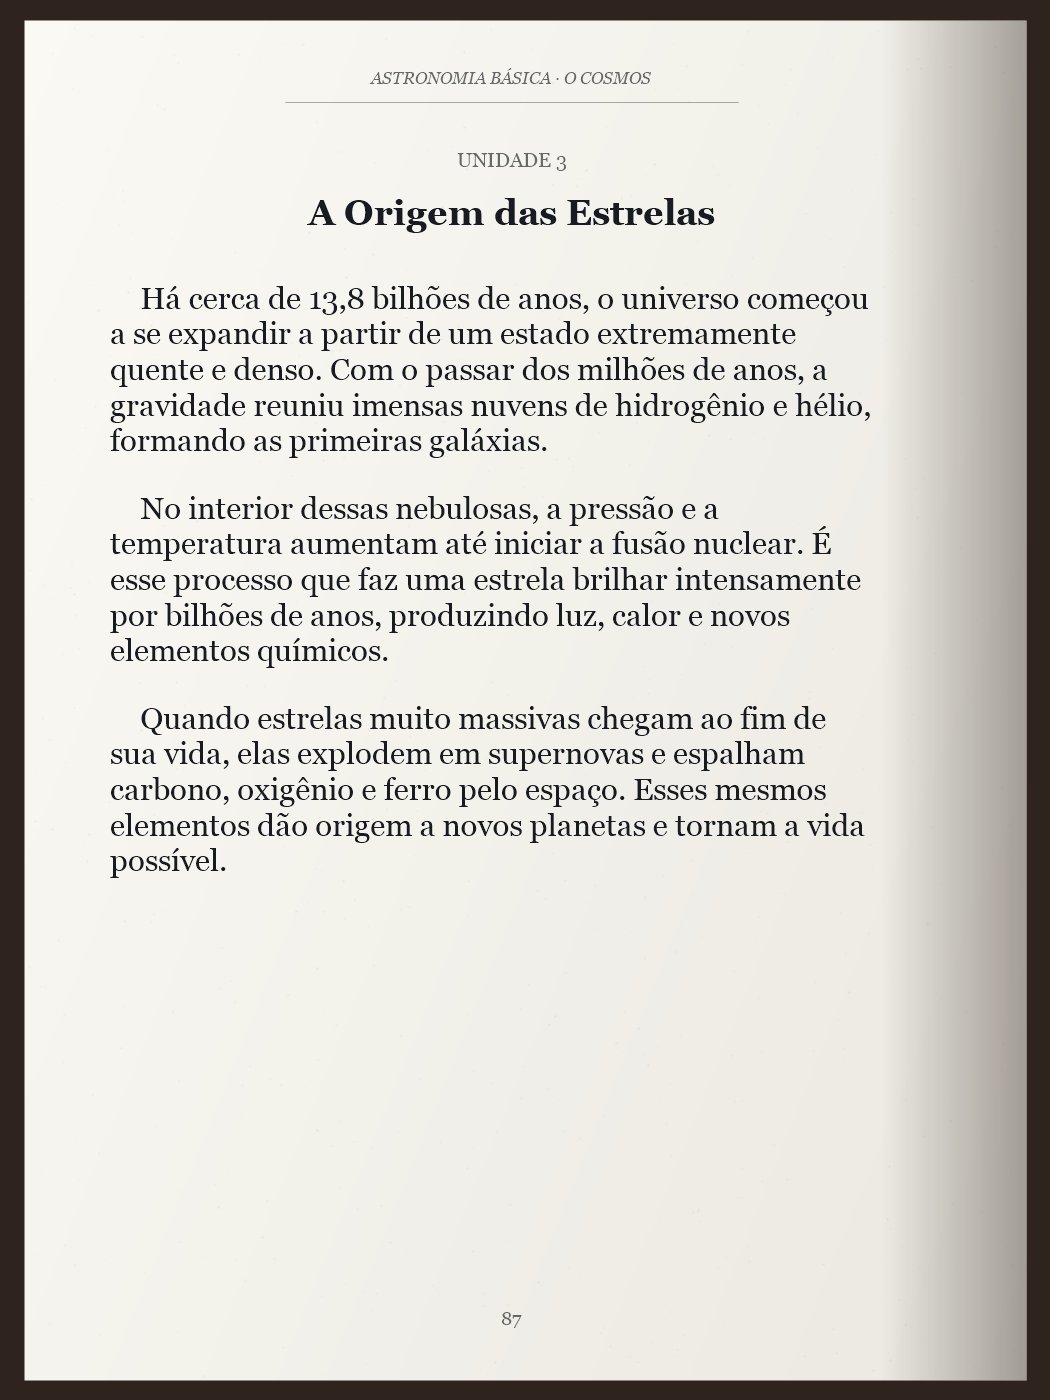 ASTRONOMIA BÁSICA · O COSMOS
UNIDADE 3
A Origem das Estrelas
Há cerca de 13,8 bilhões de anos, o universo começou
a se expandir a partir de um estado extremamente
quente e denso. Com o passar dos milhões de anos, a
gravidade reuniu imensas nuvens de hidrogênio e hélio,
formando as primeiras galáxias.
No interior dessas nebulosas, a pressão e a
temperatura aumentam até iniciar a fusão nuclear. É
esse processo que faz uma estrela brilhar intensamente
por bilhões de anos, produzindo luz, calor e novos
elementos químicos.
Quando estrelas muito massivas chegam ao fim de
sua vida, elas explodem em supernovas e espalham
carbono, oxigênio e ferro pelo espaço. Esses mesmos
elementos dão origem a novos planetas e tornam a vida
possível.
87